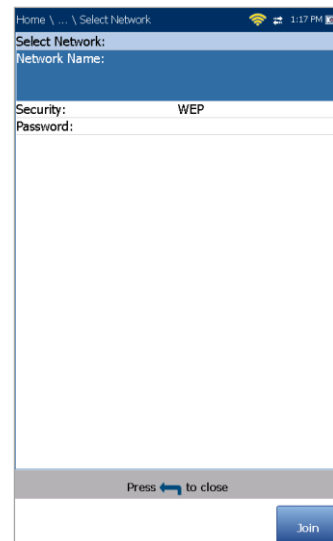 Home \ ... \ Select Network 1:17 PM
Select Network:
Network Name:
Security: WEP
Password:
Press to close
Join